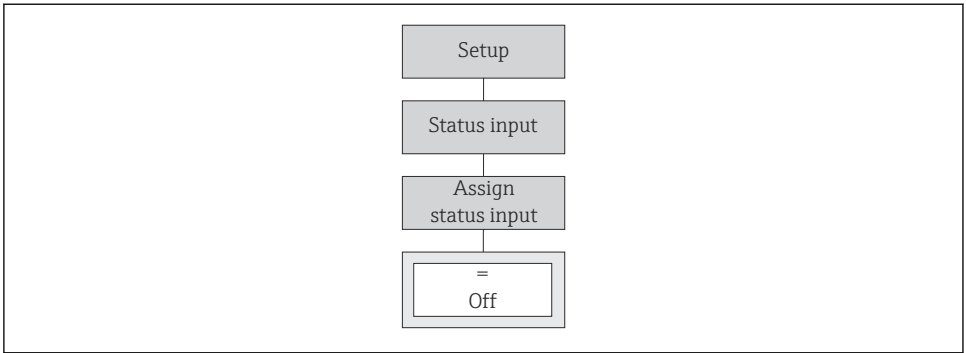 Setup
Status input
Assign
status input
=
Off